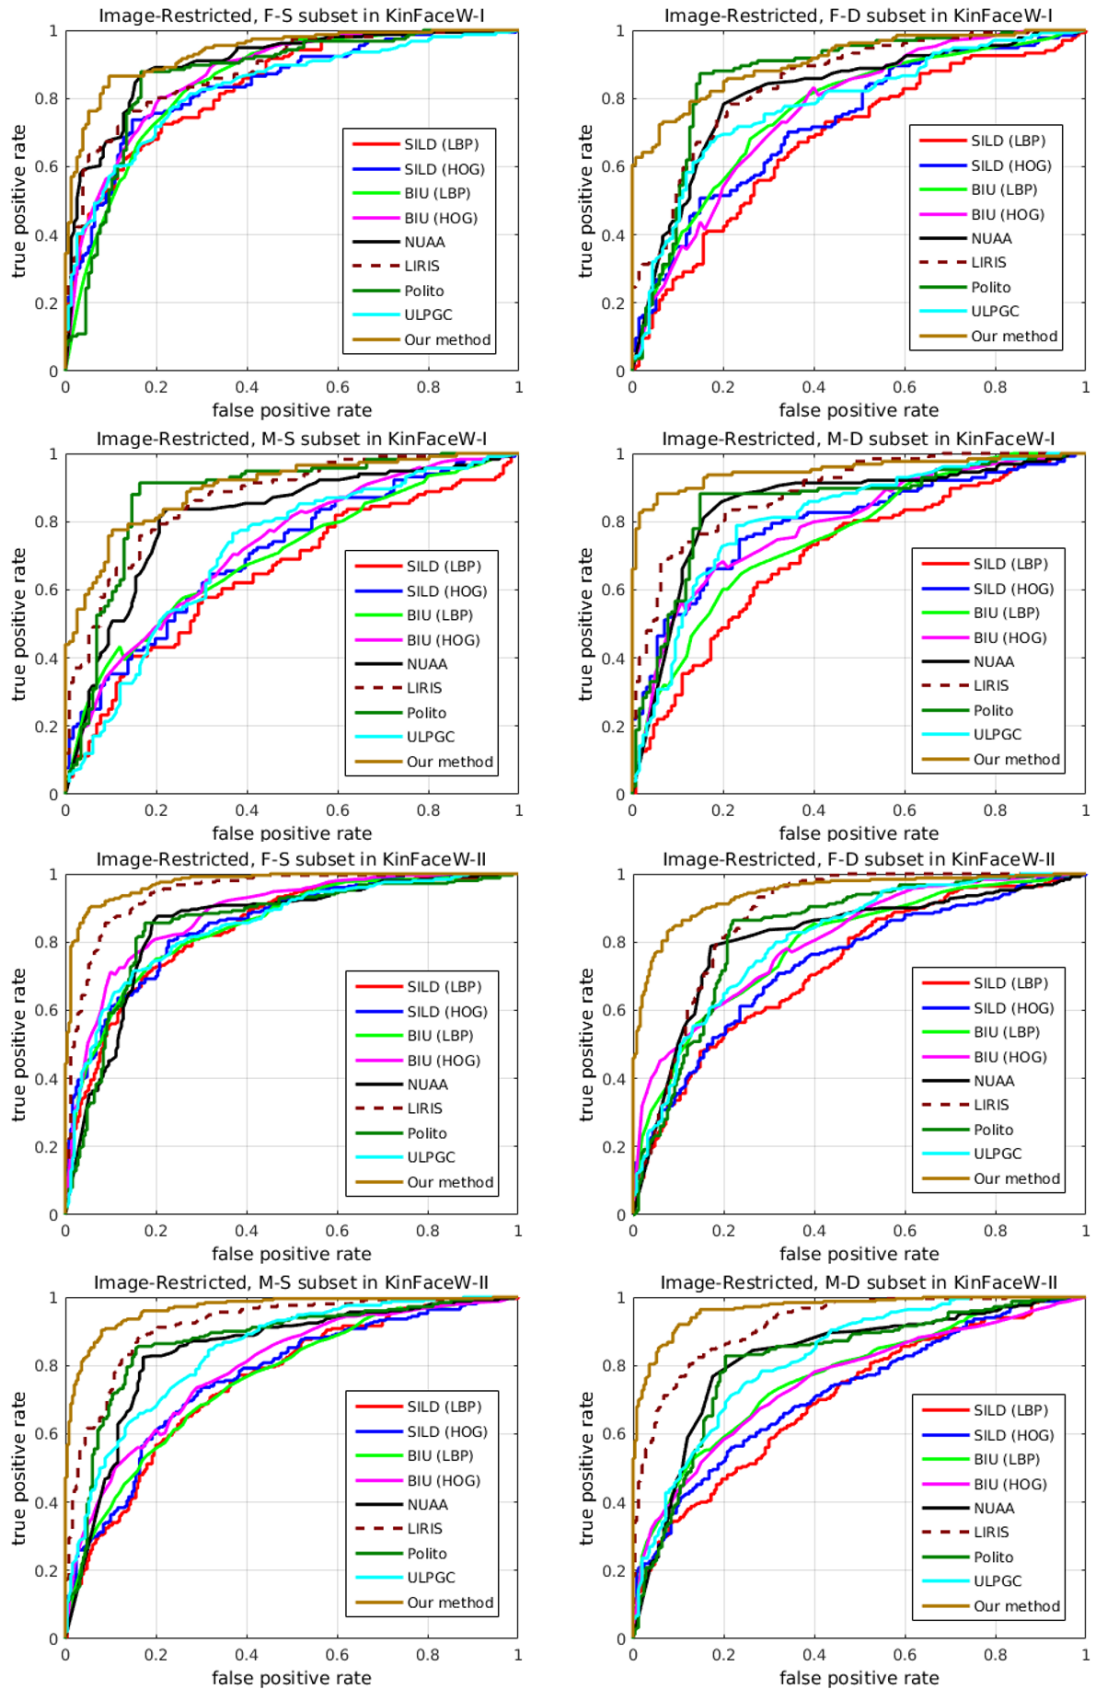 Image-Restricted, F-S subset in KinFaceW-I
1
0.8
0.6
0.4
0.2
0
true positive rate
SILD (LBP)
SILD (HOG)
BIU (LBP)
BIU (HOG)
NUAA
LIRIS
Polito
ULPGC
Our method
0 0.2 0.4 0.6 0.8 1
false positive rate
Image-Restricted, F-D subset in KinFaceW-I
1
0.8
0.6
0.4
0.2
0
true positive rate
SILD (LBP)
SILD (HOG)
BIU (LBP)
BIU (HOG)
NUAA
LIRIS
Polito
ULPGC
Our method
0 0.2 0.4 0.6 0.8 1
false positive rate
Image-Restricted, M-S subset in KinFaceW-I
1
0.8
0.6
0.4
0.2
0
true positive rate
SILD (LBP)
SILD (HOG)
BIU (LBP)
BIU (HOG)
NUAA
LIRIS
Polito
ULPGC
Our method
0 0.2 0.4 0.6 0.8 1
false positive rate
Image-Restricted, M-D subset in KinFaceW-I
1
0.8
0.6
0.4
0.2
0
true positive rate
SILD (LBP)
SILD (HOG)
BIU (LBP)
BIU (HOG)
NUAA
LIRIS
Polito
ULPGC
Our method
0 0.2 0.4 0.6 0.8 1
false positive rate
Image-Restricted, F-S subset in KinFaceW-II
1
0.8
0.6
0.4
0.2
0
true positive rate
SILD (LBP)
SILD (HOG)
BIU (LBP)
BIU (HOG)
NUAA
LIRIS
Polito
ULPGC
Our method
0 0.2 0.4 0.6 0.8 1
false positive rate
Image-Restricted, F-D subset in KinFaceW-II
1
0.8
0.6
0.4
0.2
0
true positive rate
SILD (LBP)
SILD (HOG)
BIU (LBP)
BIU (HOG)
NUAA
LIRIS
Polito
ULPGC
Our method
0 0.2 0.4 0.6 0.8 1
false positive rate
Image-Restricted, M-S subset in KinFaceW-II
1
0.8
0.6
0.4
0.2
0
true positive rate
SILD (LBP)
SILD (HOG)
BIU (LBP)
BIU (HOG)
NUAA
LIRIS
Polito
ULPGC
Our method
0 0.2 0.4 0.6 0.8 1
false positive rate
Image-Restricted, M-D subset in KinFaceW-II
1
0.8
0.6
0.4
0.2
0
true positive rate
SILD (LBP)
SILD (HOG)
BIU (LBP)
BIU (HOG)
NUAA
LIRIS
Polito
ULPGC
Our method
0 0.2 0.4 0.6 0.8 1
false positive rate